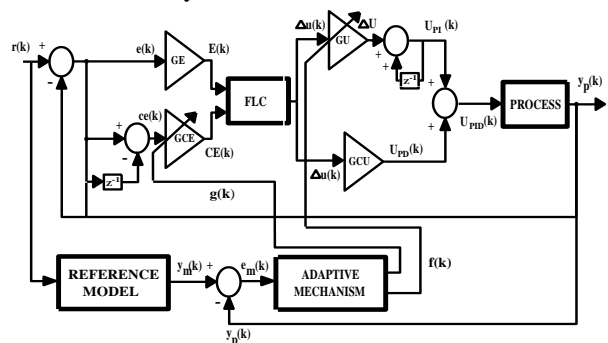 r(k)
+
-
e(k)
GE
E(k)
ce(k)
+
-
z⁻¹
GCE
CE(k)
g(k)
FLC
Δu(k)
GU
ΔU
+
+
z⁻¹
U_PI (k)
Δu(k)
GCU
U_PD(k)
+
+
U_PID(k)
PROCESS
y_p(k)
REFERENCE
MODEL
y_m(k)
+
-
e_m(k)
ADAPTIVE
MECHANISM
f(k)
y_p(k)